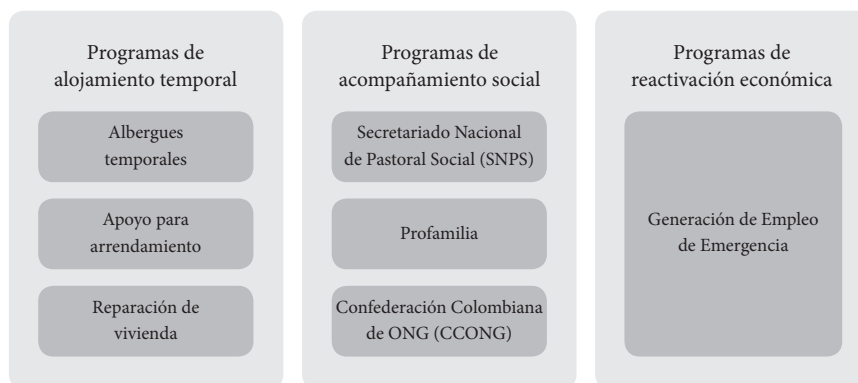 Programas de
alojamiento temporal
Albergues
temporales
Apoyo para
arrendamiento
Reparación de
vivienda
Programas de
acompañamiento social
Secretariado Nacional
de Pastoral Social (SNPS)
Profamilia
Confederación Colombiana
de ONG (CCONG)
Programas de
reactivación económica
Generación de Empleo
de Emergencia